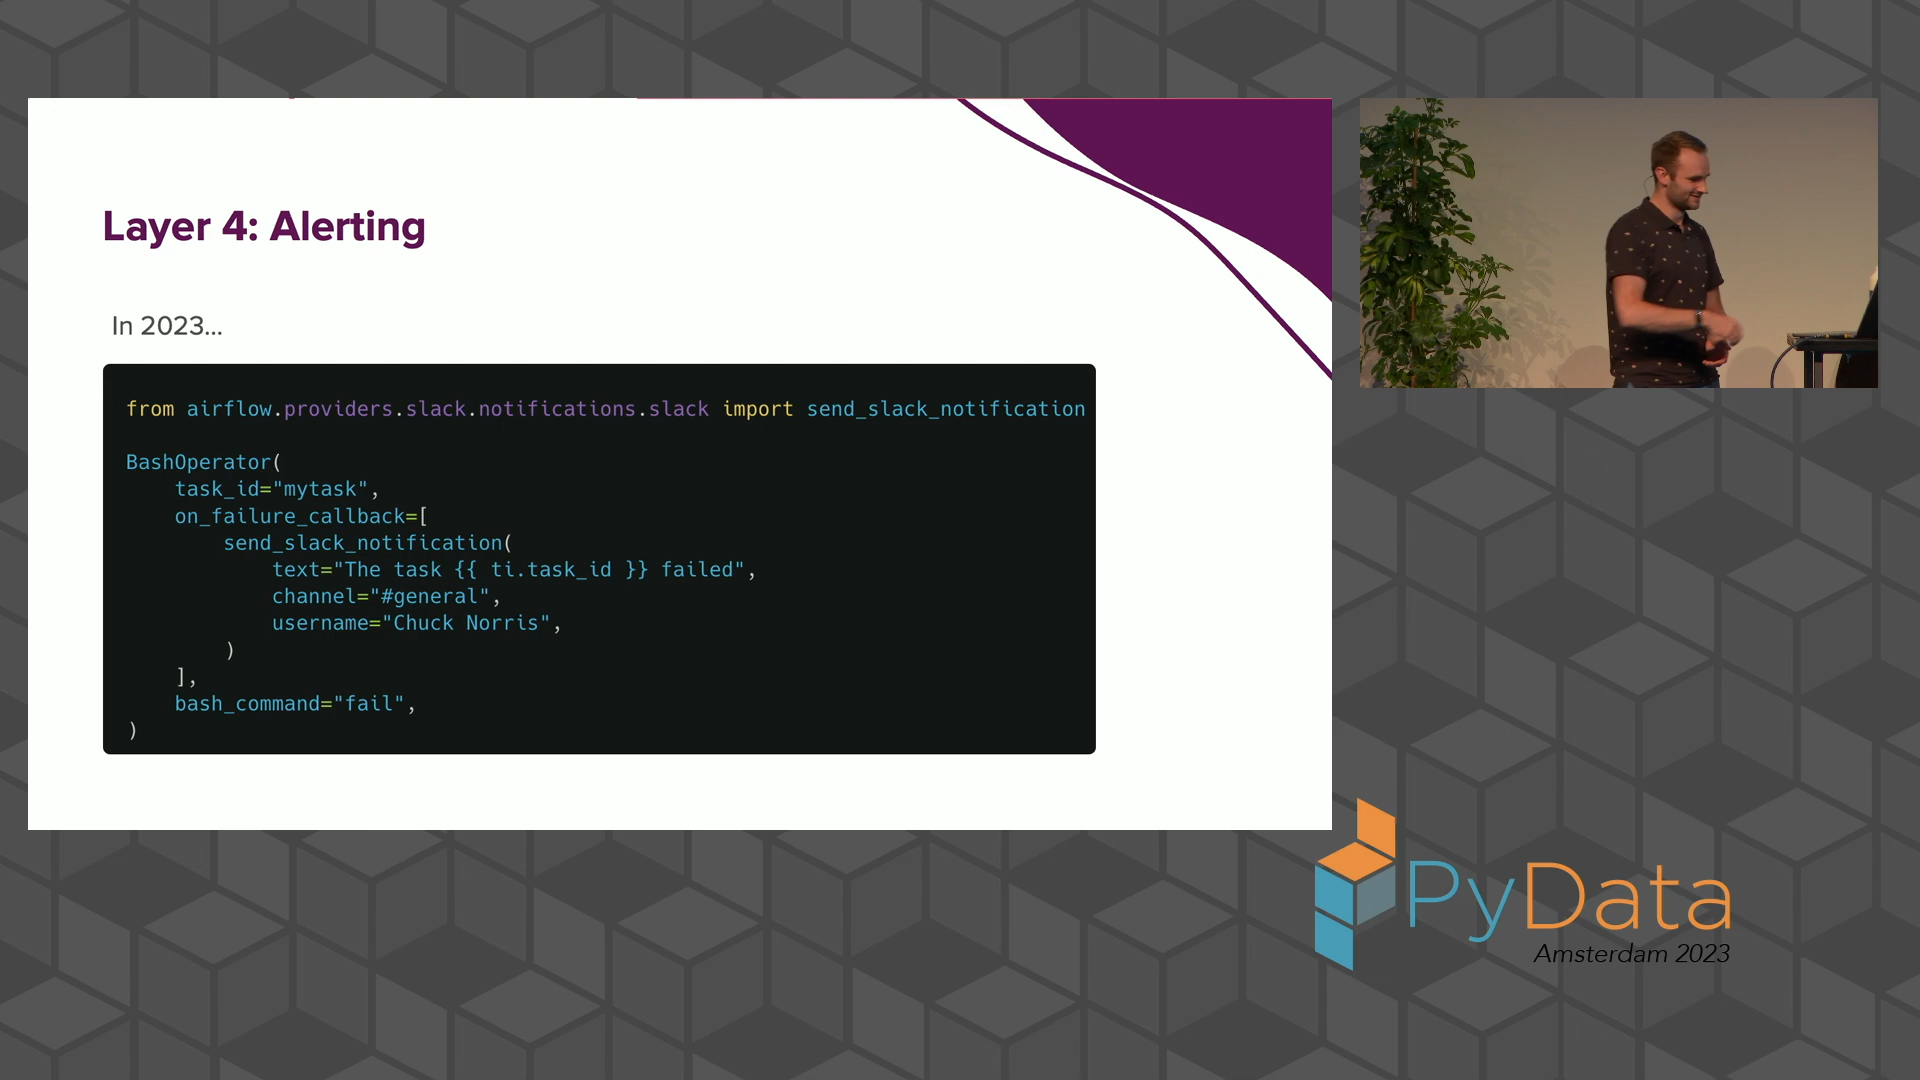 Layer 4: Alerting
In 2023...
from airflow.providers.slack.notifications.slack import send_slack_notification
BashOperator(
    task_id="mytask",
    on_failure_callback=[
        send_slack_notification(
            text="The task {{ ti.task_id }} failed",
            channel="#general",
            username="Chuck Norris",
        )
    ],
    bash_command="fail",
)
PyData
Amsterdam 2023